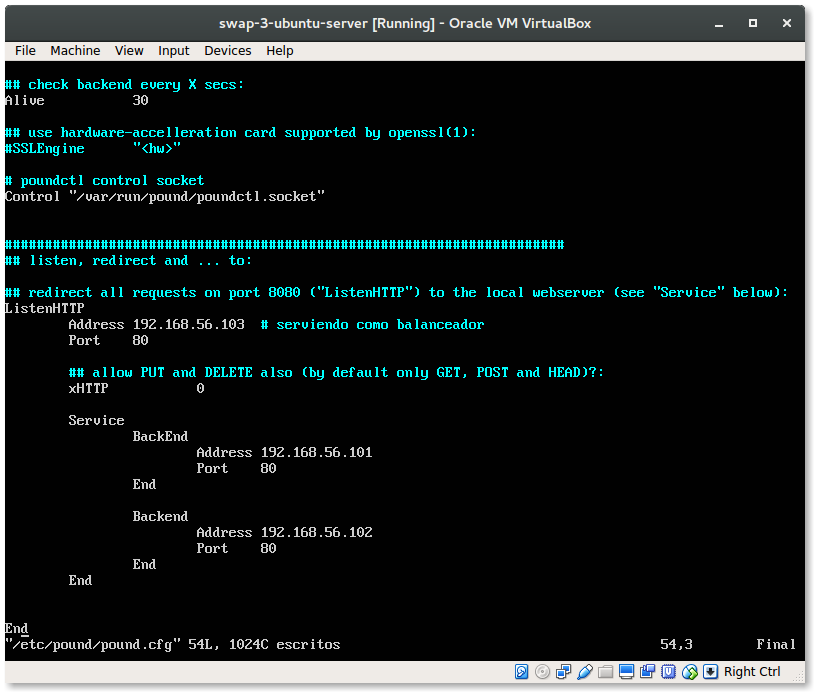 swap-3-ubuntu-server [Running] - Oracle VM VirtualBox
File Machine View Input Devices Help
## check backend every X secs:
Alive 30
## use hardware-accelleration card supported by openssl(1):
#SSLEngine "<hw>"
# poundctl control socket
Control "/var/run/pound/poundctl.socket"
######################################################################
## listen, redirect and ... to:
## redirect all requests on port 8080 ("ListenHTTP") to the local webserver (see "Service" below):
ListenHTTP
Address 192.168.56.103 # serviendo como balanceador
Port 80
## allow PUT and DELETE also (by default only GET, POST and HEAD)?:
xHTTP 0
Service
BackEnd
Address 192.168.56.101
Port 80
End
Backend
Address 192.168.56.102
Port 80
End
End
End
"/etc/pound/pound.cfg" 54L, 1024C escritos 54,3 Final
Right Ctrl